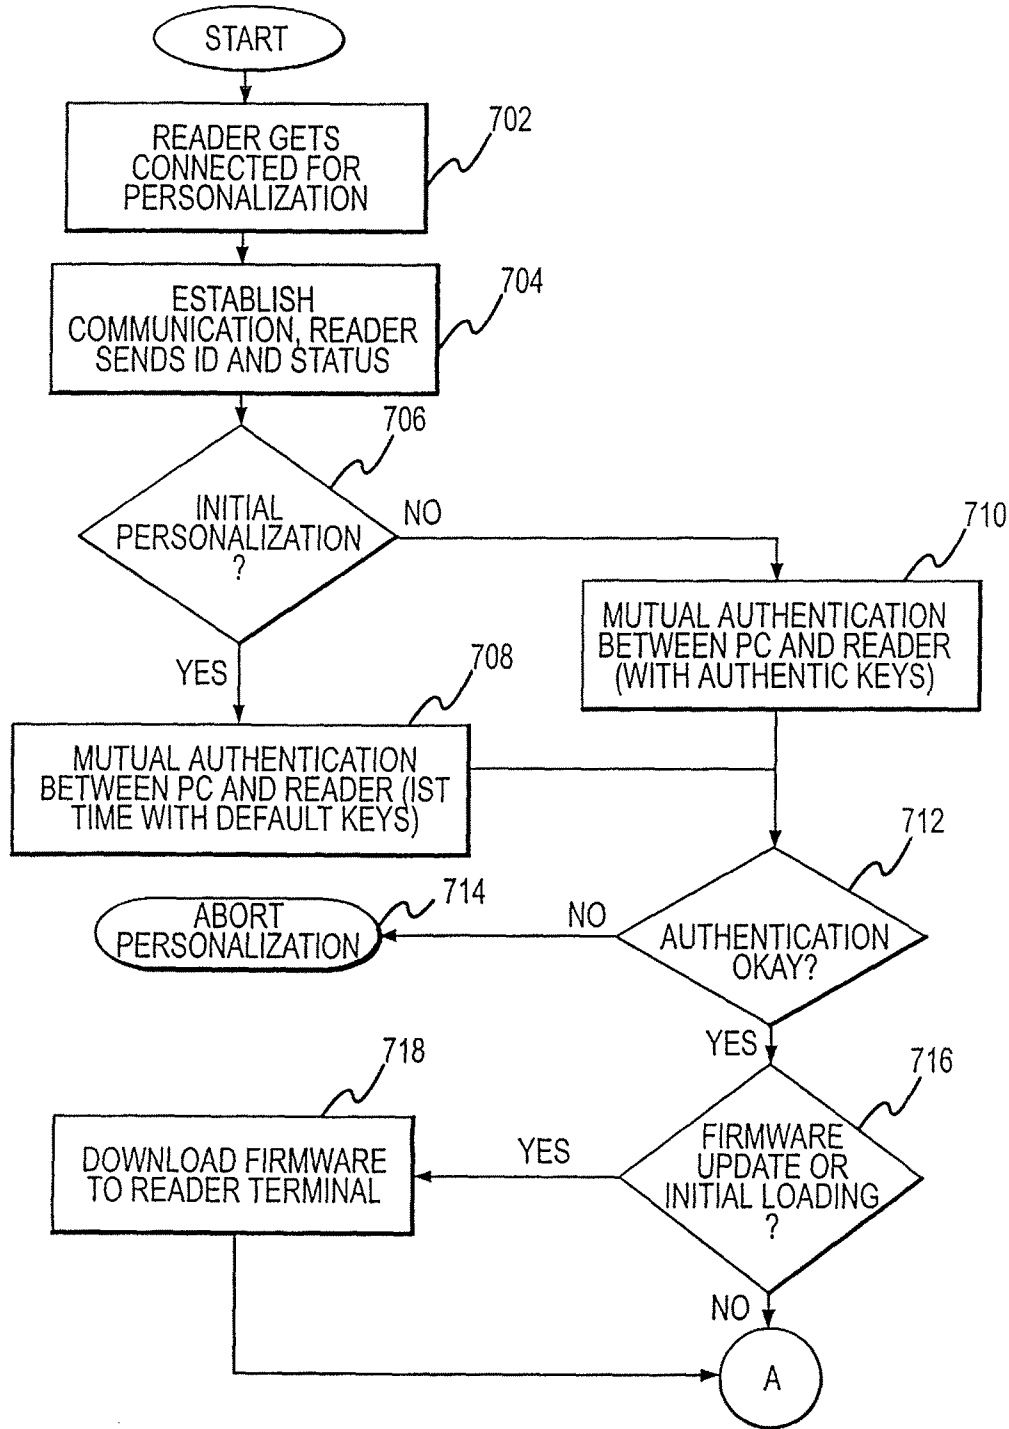 START
702
READER GETS
CONNECTED FOR
PERSONALIZATION
704
ESTABLISH
COMMUNICATION, READER
SENDS ID AND STATUS
706
INITIAL
PERSONALIZATION
?
NO
710
MUTUAL AUTHENTICATION
BETWEEN PC AND READER
(WITH AUTHENTIC KEYS)
YES
708
MUTUAL AUTHENTICATION
BETWEEN PC AND READER (IST
TIME WITH DEFAULT KEYS)
712
AUTHENTICATION
OKAY?
NO
714
ABORT
PERSONALIZATION
YES
716
FIRMWARE
UPDATE OR
INITIAL LOADING
?
YES
718
DOWNLOAD FIRMWARE
TO READER TERMINAL
NO
A